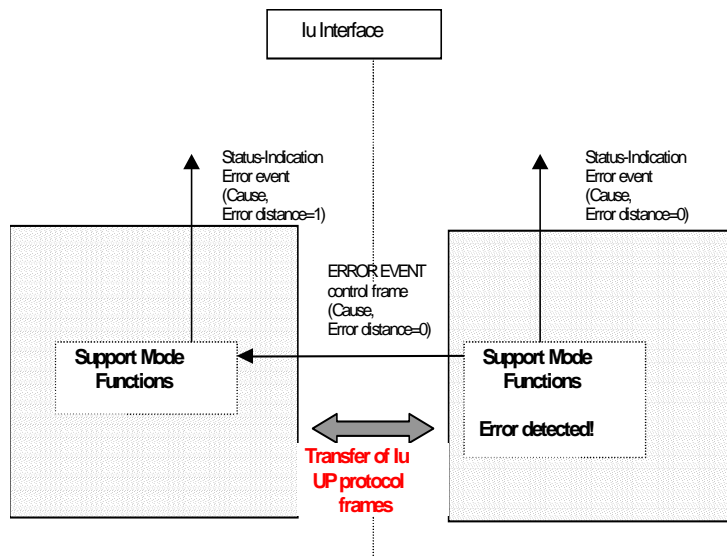 Iu Interface
Status-Indication
Error event
(Cause,
Error distance=1)
Status-Indication
Error event
(Cause,
Error distance=0)
ERROR EVENT
control frame
(Cause,
Error distance=0)
Support Mode
Functions
Support Mode
Functions
Error detected!
Transfer of Iu
UP protocol
frames